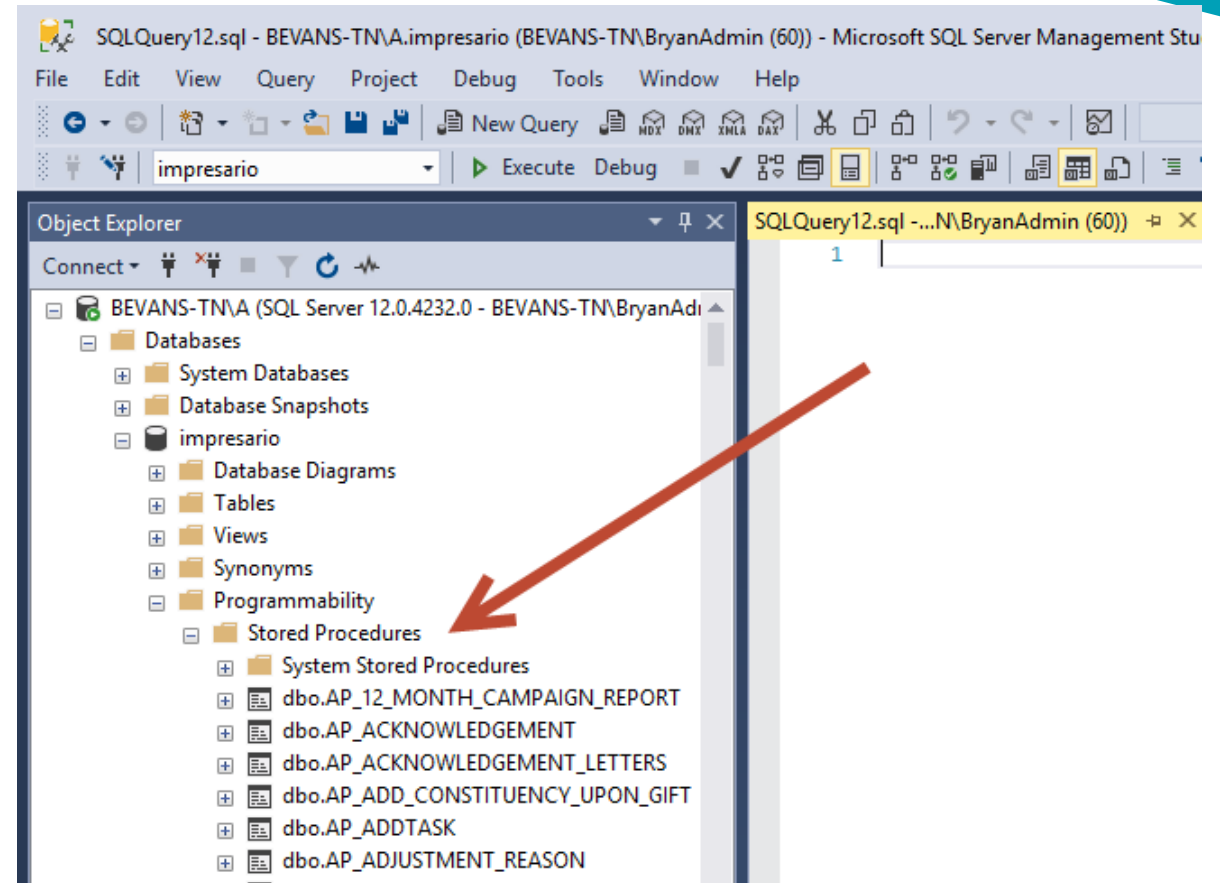 SQLQuery12.sql - BEVANS-TN\A.impresario (BEVANS-TN\BryanAdmin (60)) - Microsoft SQL Server Management Stu
File Edit View Query Project Debug Tools Window Help
New Query MDX DMX XMLA DAX
impresario Execute Debug
Object Explorer
SQLQuery12.sql -...N\BryanAdmin (60))
Connect
1
BEVANS-TN\A (SQL Server 12.0.4232.0 - BEVANS-TN\BryanAdı
Databases
System Databases
Database Snapshots
impresario
Database Diagrams
Tables
Views
Synonyms
Programmability
Stored Procedures
System Stored Procedures
dbo.AP_12_MONTH_CAMPAIGN_REPORT
dbo.AP_ACKNOWLEDGEMENT
dbo.AP_ACKNOWLEDGEMENT_LETTERS
dbo.AP_ADD_CONSTITUENCY_UPON_GIFT
dbo.AP_ADDTASK
dbo.AP_ADJUSTMENT_REASON